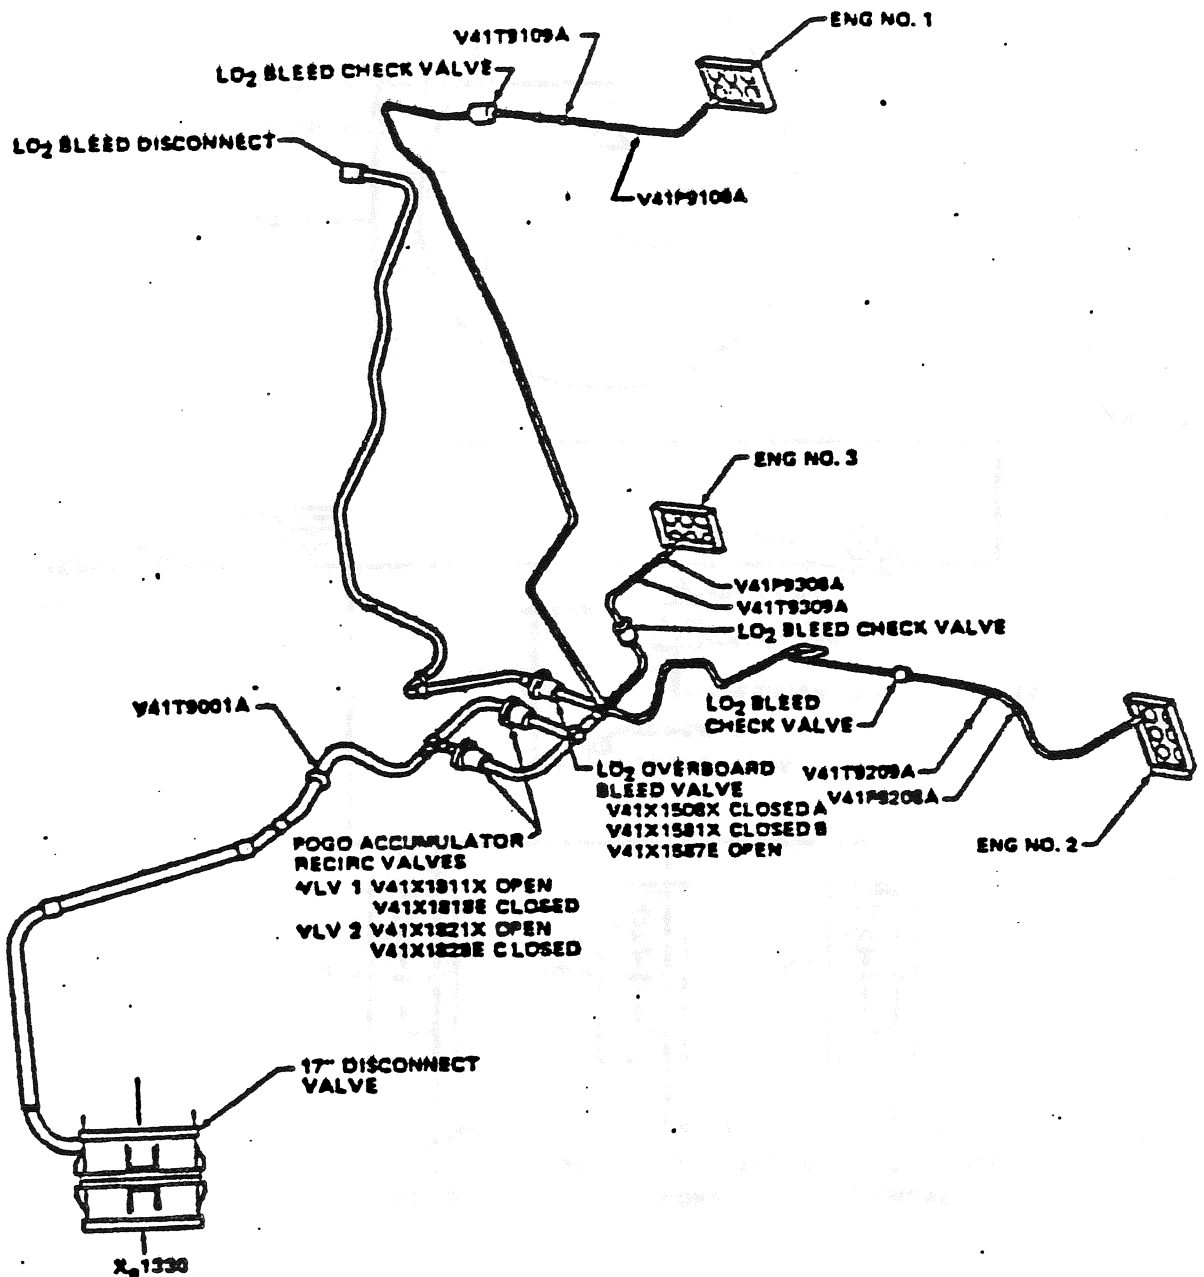 ENG NO. 1
V41T9109A
LO2 BLEED CHECK VALVE
LO2 BLEED DISCONNECT
V41P9108A
ENG NO. 3
V41P9308A
V41T9309A
LO2 BLEED CHECK VALVE
V41T9001A
LO2 BLEED
CHECK VALVE
LO2 OVERBOARD
BLEED VALVE
V41X1508X CLOSED A
V41X1581X CLOSED B
V41X1587E OPEN
V41T9209A
V41P9208A
ENG NO. 2
POGO ACCUMULATOR
RECIRC VALVES
VLV 1 V41X1811X OPEN
V41X1818E CLOSED
VLV 2 V41X1821X OPEN
V41X1828E CLOSED
17" DISCONNECT
VALVE
Xo1330